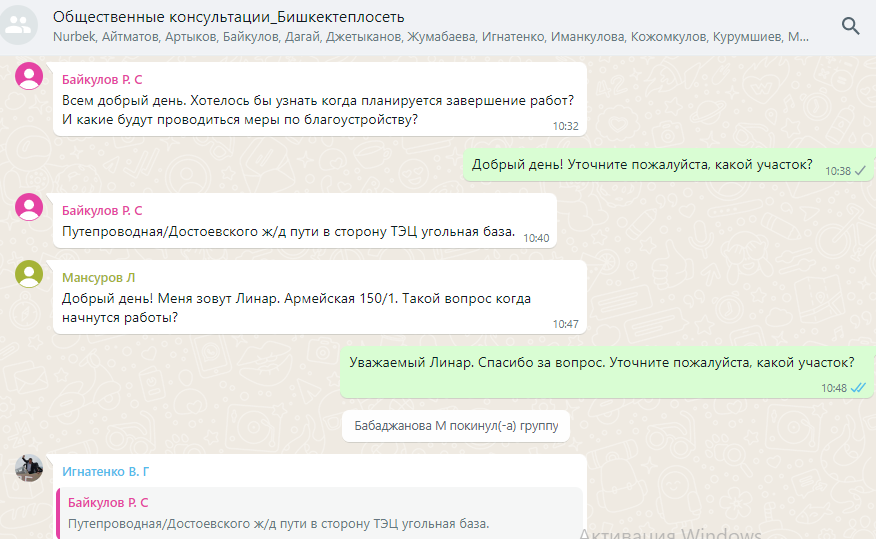 Общественные консультации_Бишкектеплосеть
Nurbek, Айтматов, Артыков, Байкулов, Дагай, Джетыканов, Жумабаева, Игнатенко, Иманкулова, Кожомкулов, Курумшиев, М...
Байкулов Р. С
Всем добрый день. Хотелось бы узнать когда планируется завершение работ?
И какие будут проводиться меры по благоустройству?
10:32
Добрый день! Уточните пожалуйста, какой участок?
10:38
Байкулов Р. С
Путепроводная/Достоевского ж/д пути в сторону ТЭЦ угольная база.
10:40
Мансуров Л
Добрый день! Меня зовут Линар. Армейская 150/1. Такой вопрос когда
начнутся работы?
10:47
Уважаемый Линар. Спасибо за вопрос. Уточните пожалуйста, какой участок?
10:48
Бабаджанова М покинул(-а) группу
Игнатенко В. Г
Байкулов Р. С
Путепроводная/Достоевского ж/д пути в сторону ТЭЦ угольная база.
Активация Windows